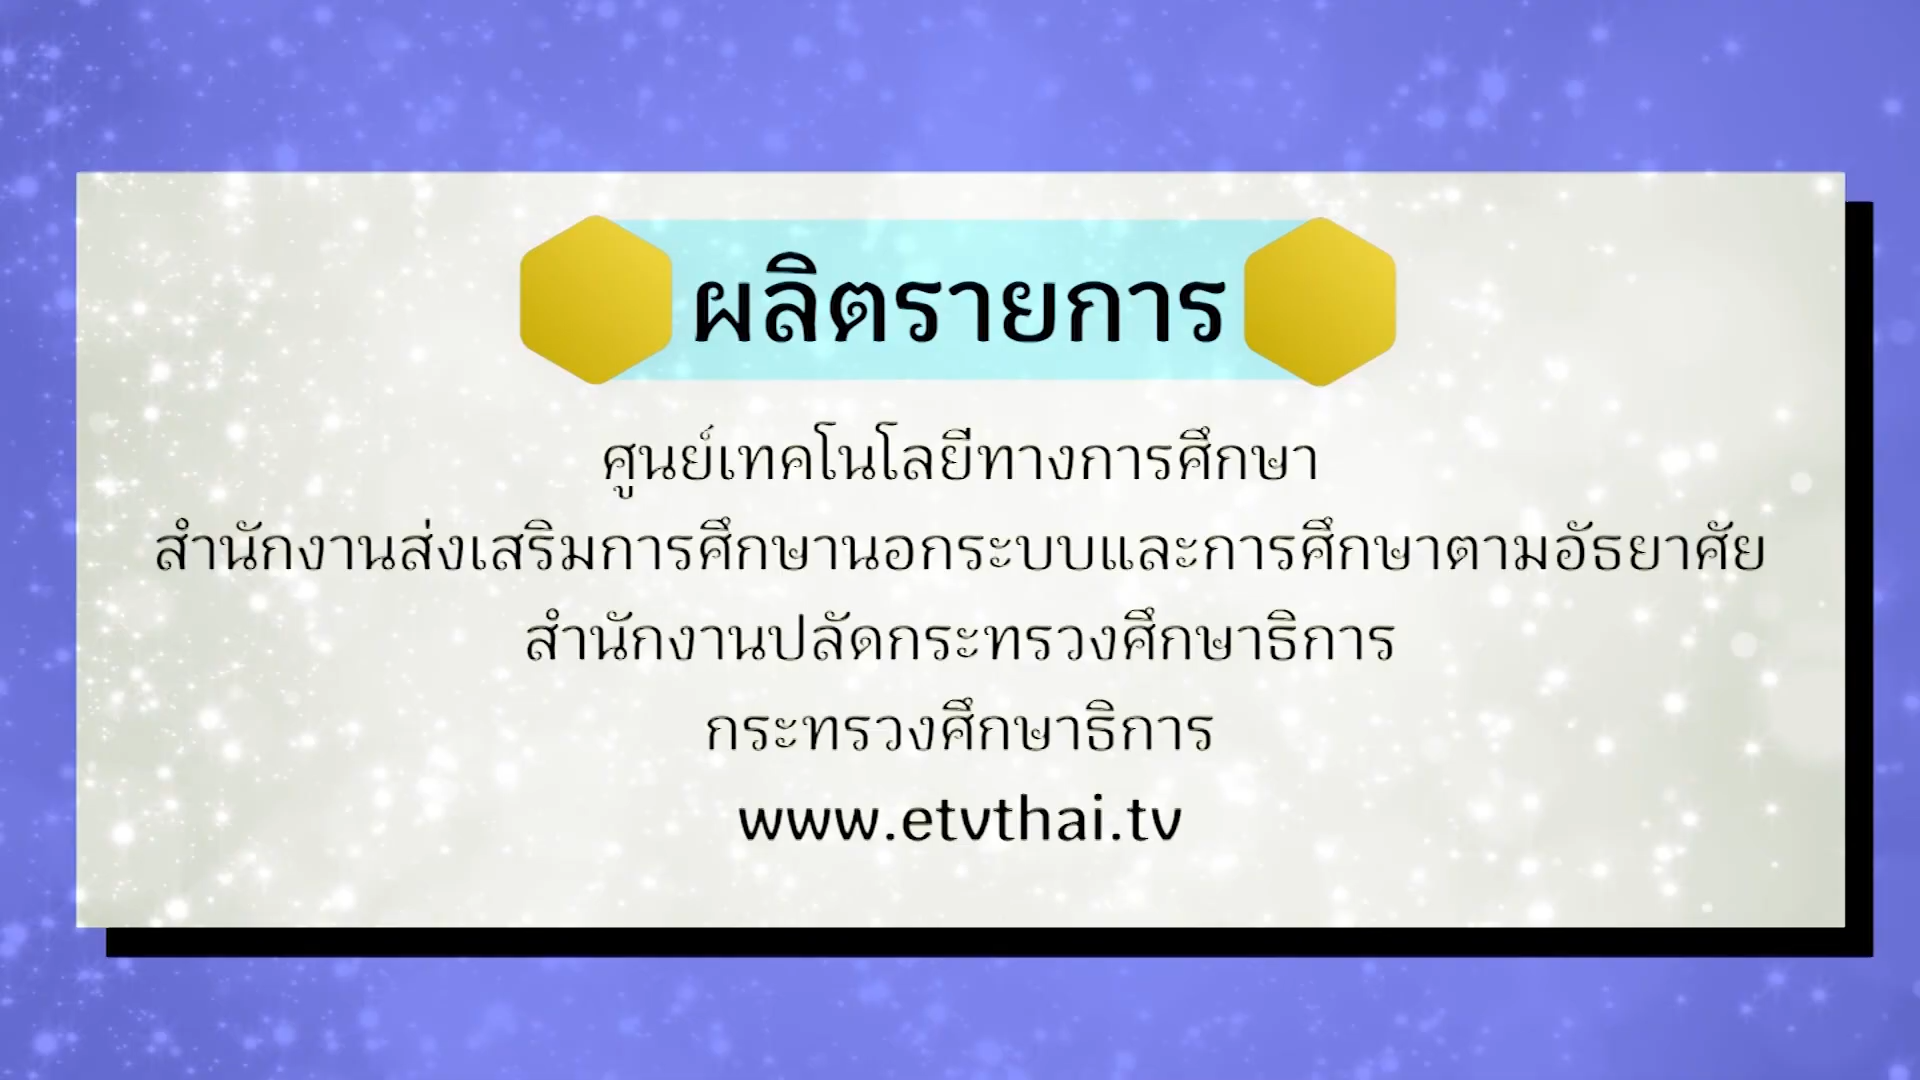 ผลิตรายการ
ศูนย์เทคโนโลยีทางการศึกษา
สำนักงานส่งเสริมการศึกษานอกระบบและการศึกษาตามอัธยาศัย
สำนักงานปลัดกระทรวงศึกษาธิการ
กระทรวงศึกษาธิการ
www.etvthai.tv